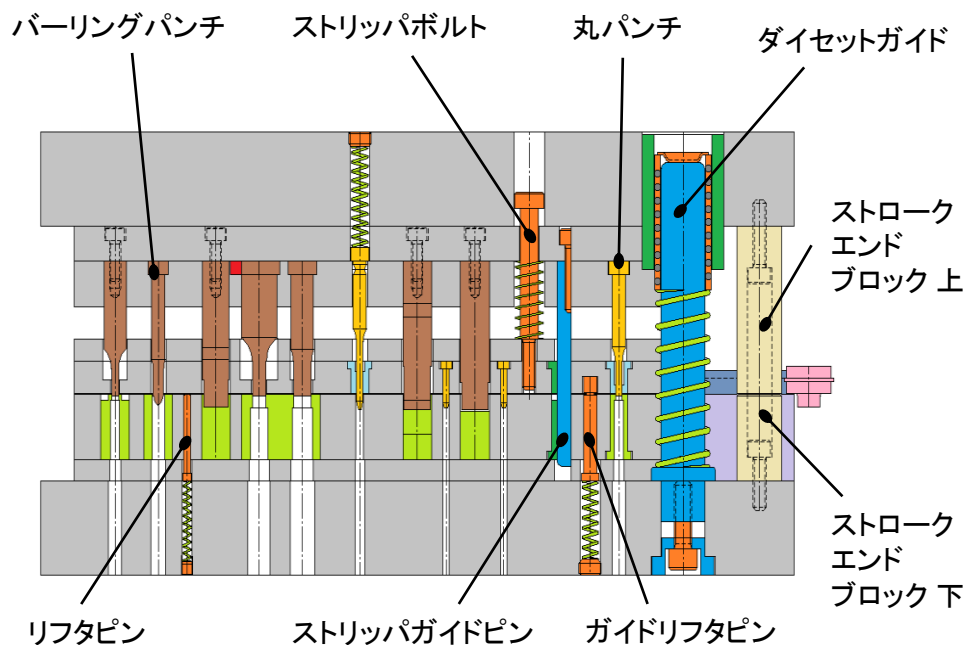 バーリングパンチ
ストリッパボルト
丸パンチ
ダイセットガイド
ストローク
エンド
ブロック 上
ストローク
エンド
ブロック 下
リフタピン
ストリッパガイドピン
ガイドリフタピン